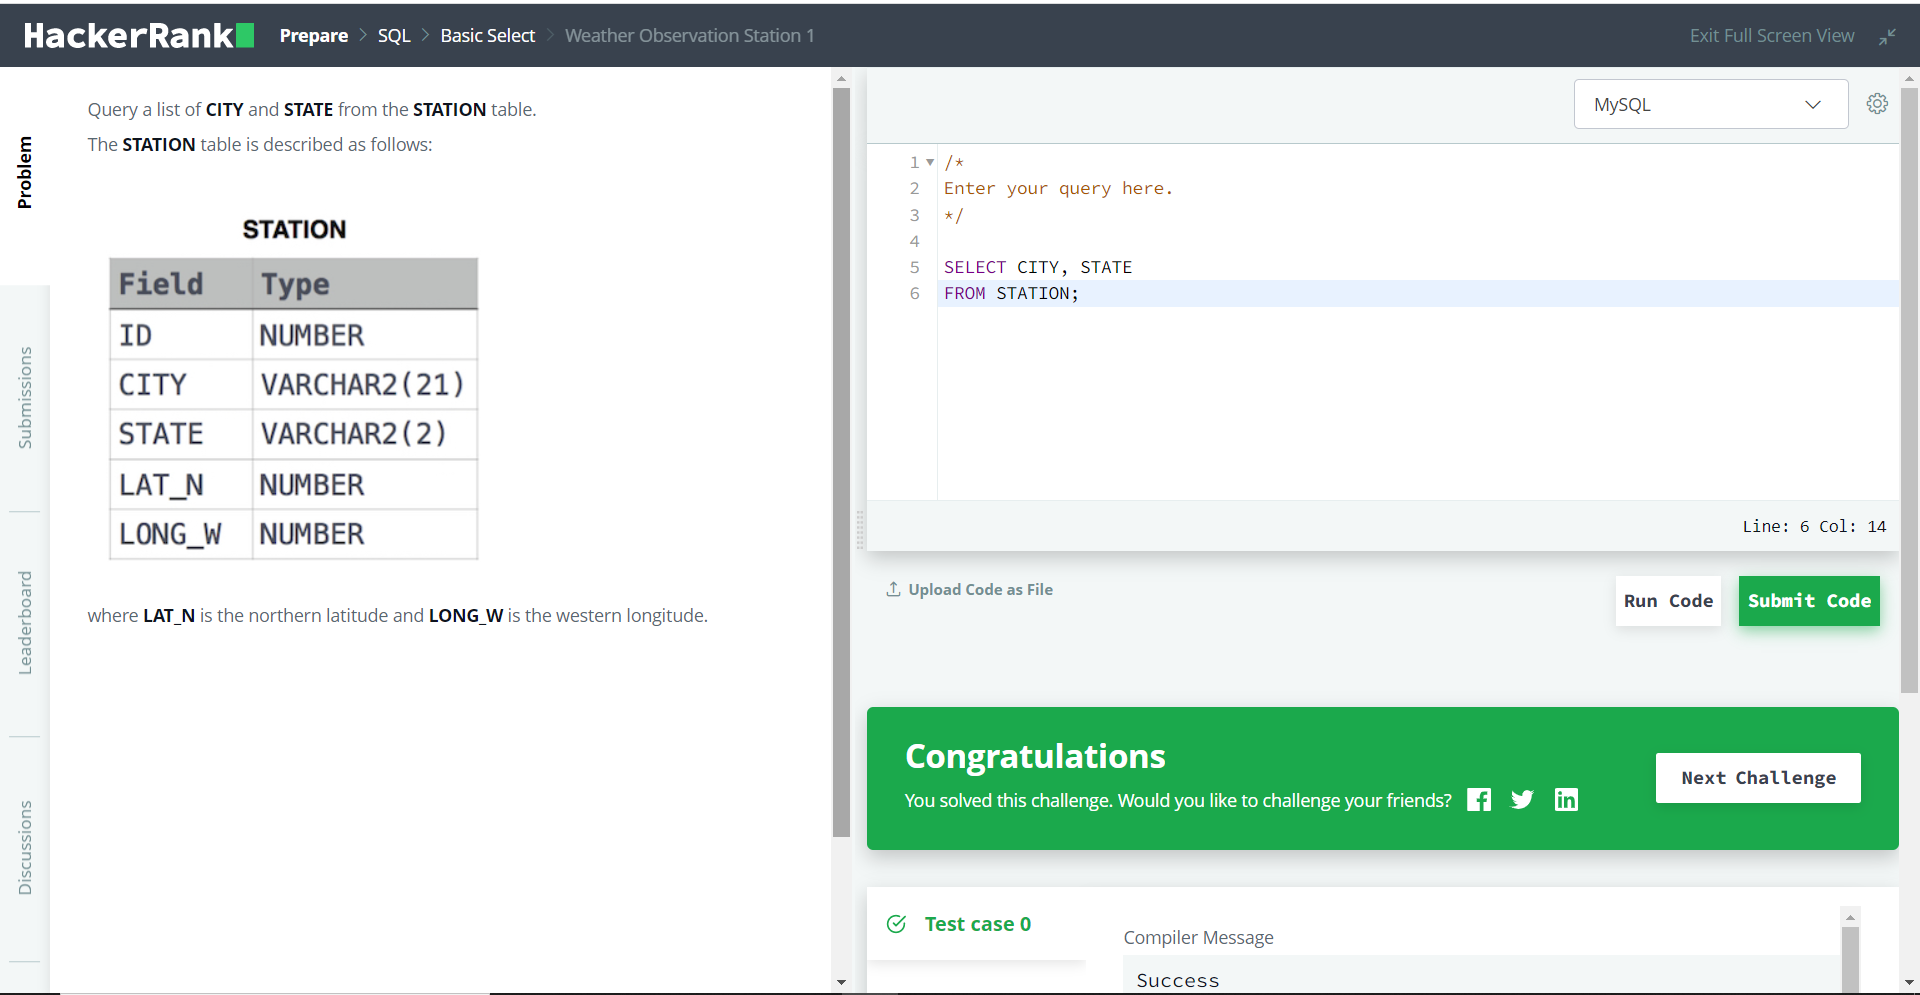 HackerRank
Prepare > SQL > Basic Select > Weather Observation Station 1
Exit Full Screen View
Problem
Submissions
Leaderboard
Discussions
Query a list of CITY and STATE from the STATION table.
The STATION table is described as follows:
STATION
Field Type
ID NUMBER
CITY VARCHAR2(21)
STATE VARCHAR2(2)
LAT_N NUMBER
LONG_W NUMBER
where LAT_N is the northern latitude and LONG_W is the western longitude.
MySQL
1 /*
2 Enter your query here.
3 */
4
5 SELECT CITY, STATE
6 FROM STATION;
Line: 6 Col: 14
Upload Code as File
Run Code
Submit Code
Congratulations
You solved this challenge. Would you like to challenge your friends?
Next Challenge
Test case 0
Compiler Message
Success